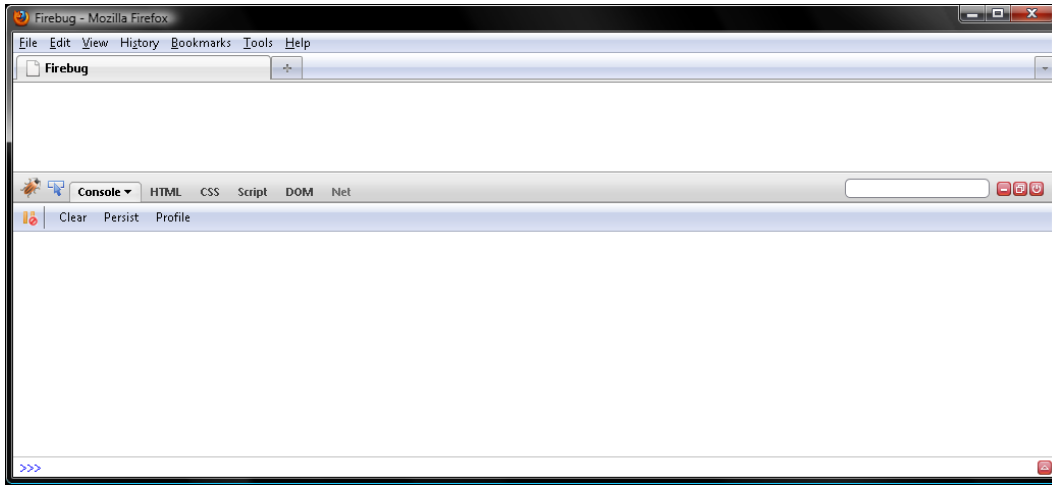 Firebug - Mozilla Firefox
File Edit View History Bookmarks Tools Help
Firebug
Console HTML CSS Script DOM Net
Clear Persist Profile
>>>